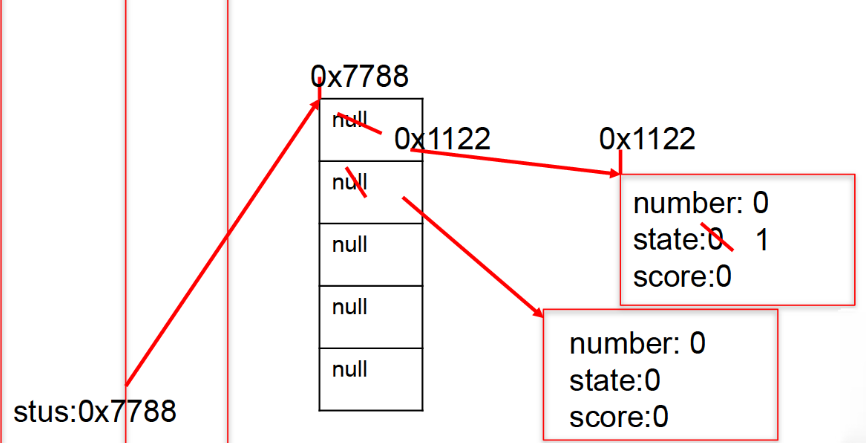 0x7788
null
0x1122
0x1122
null
number: 0
state:0 1
score:0
null
null
number: 0
state:0
score:0
null
stus:0x7788